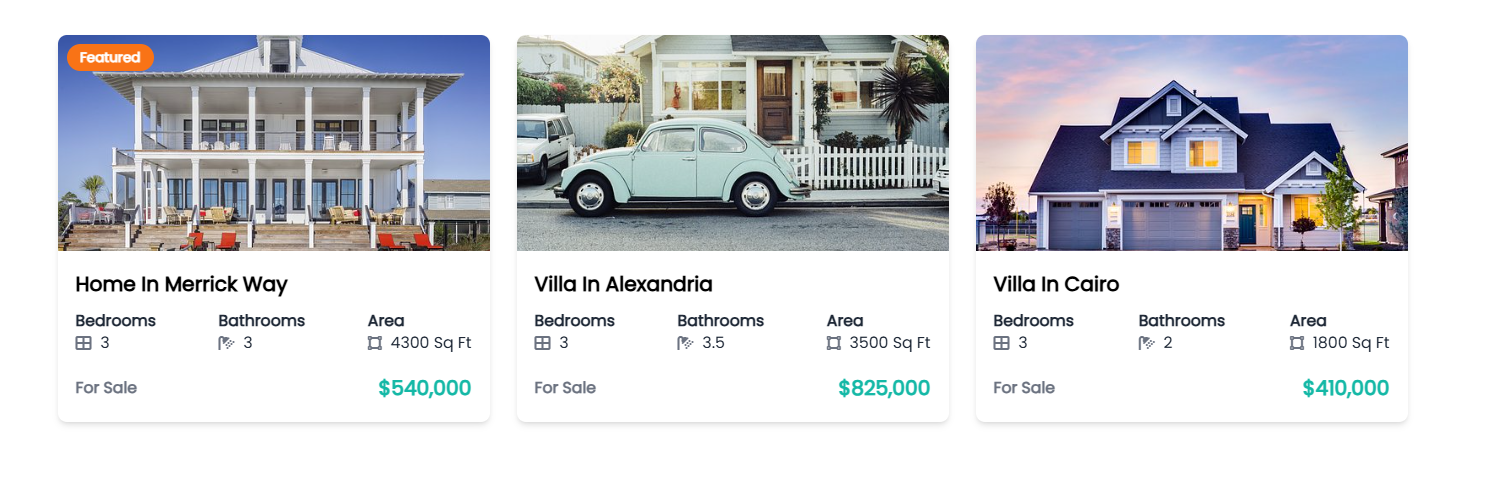 Featured
Home In Merrick Way
Bedrooms Bathrooms Area
3 3 4300 Sq Ft
For Sale $540,000
Villa In Alexandria
Bedrooms Bathrooms Area
3 3.5 3500 Sq Ft
For Sale $825,000
Villa In Cairo
Bedrooms Bathrooms Area
3 2 1800 Sq Ft
For Sale $410,000